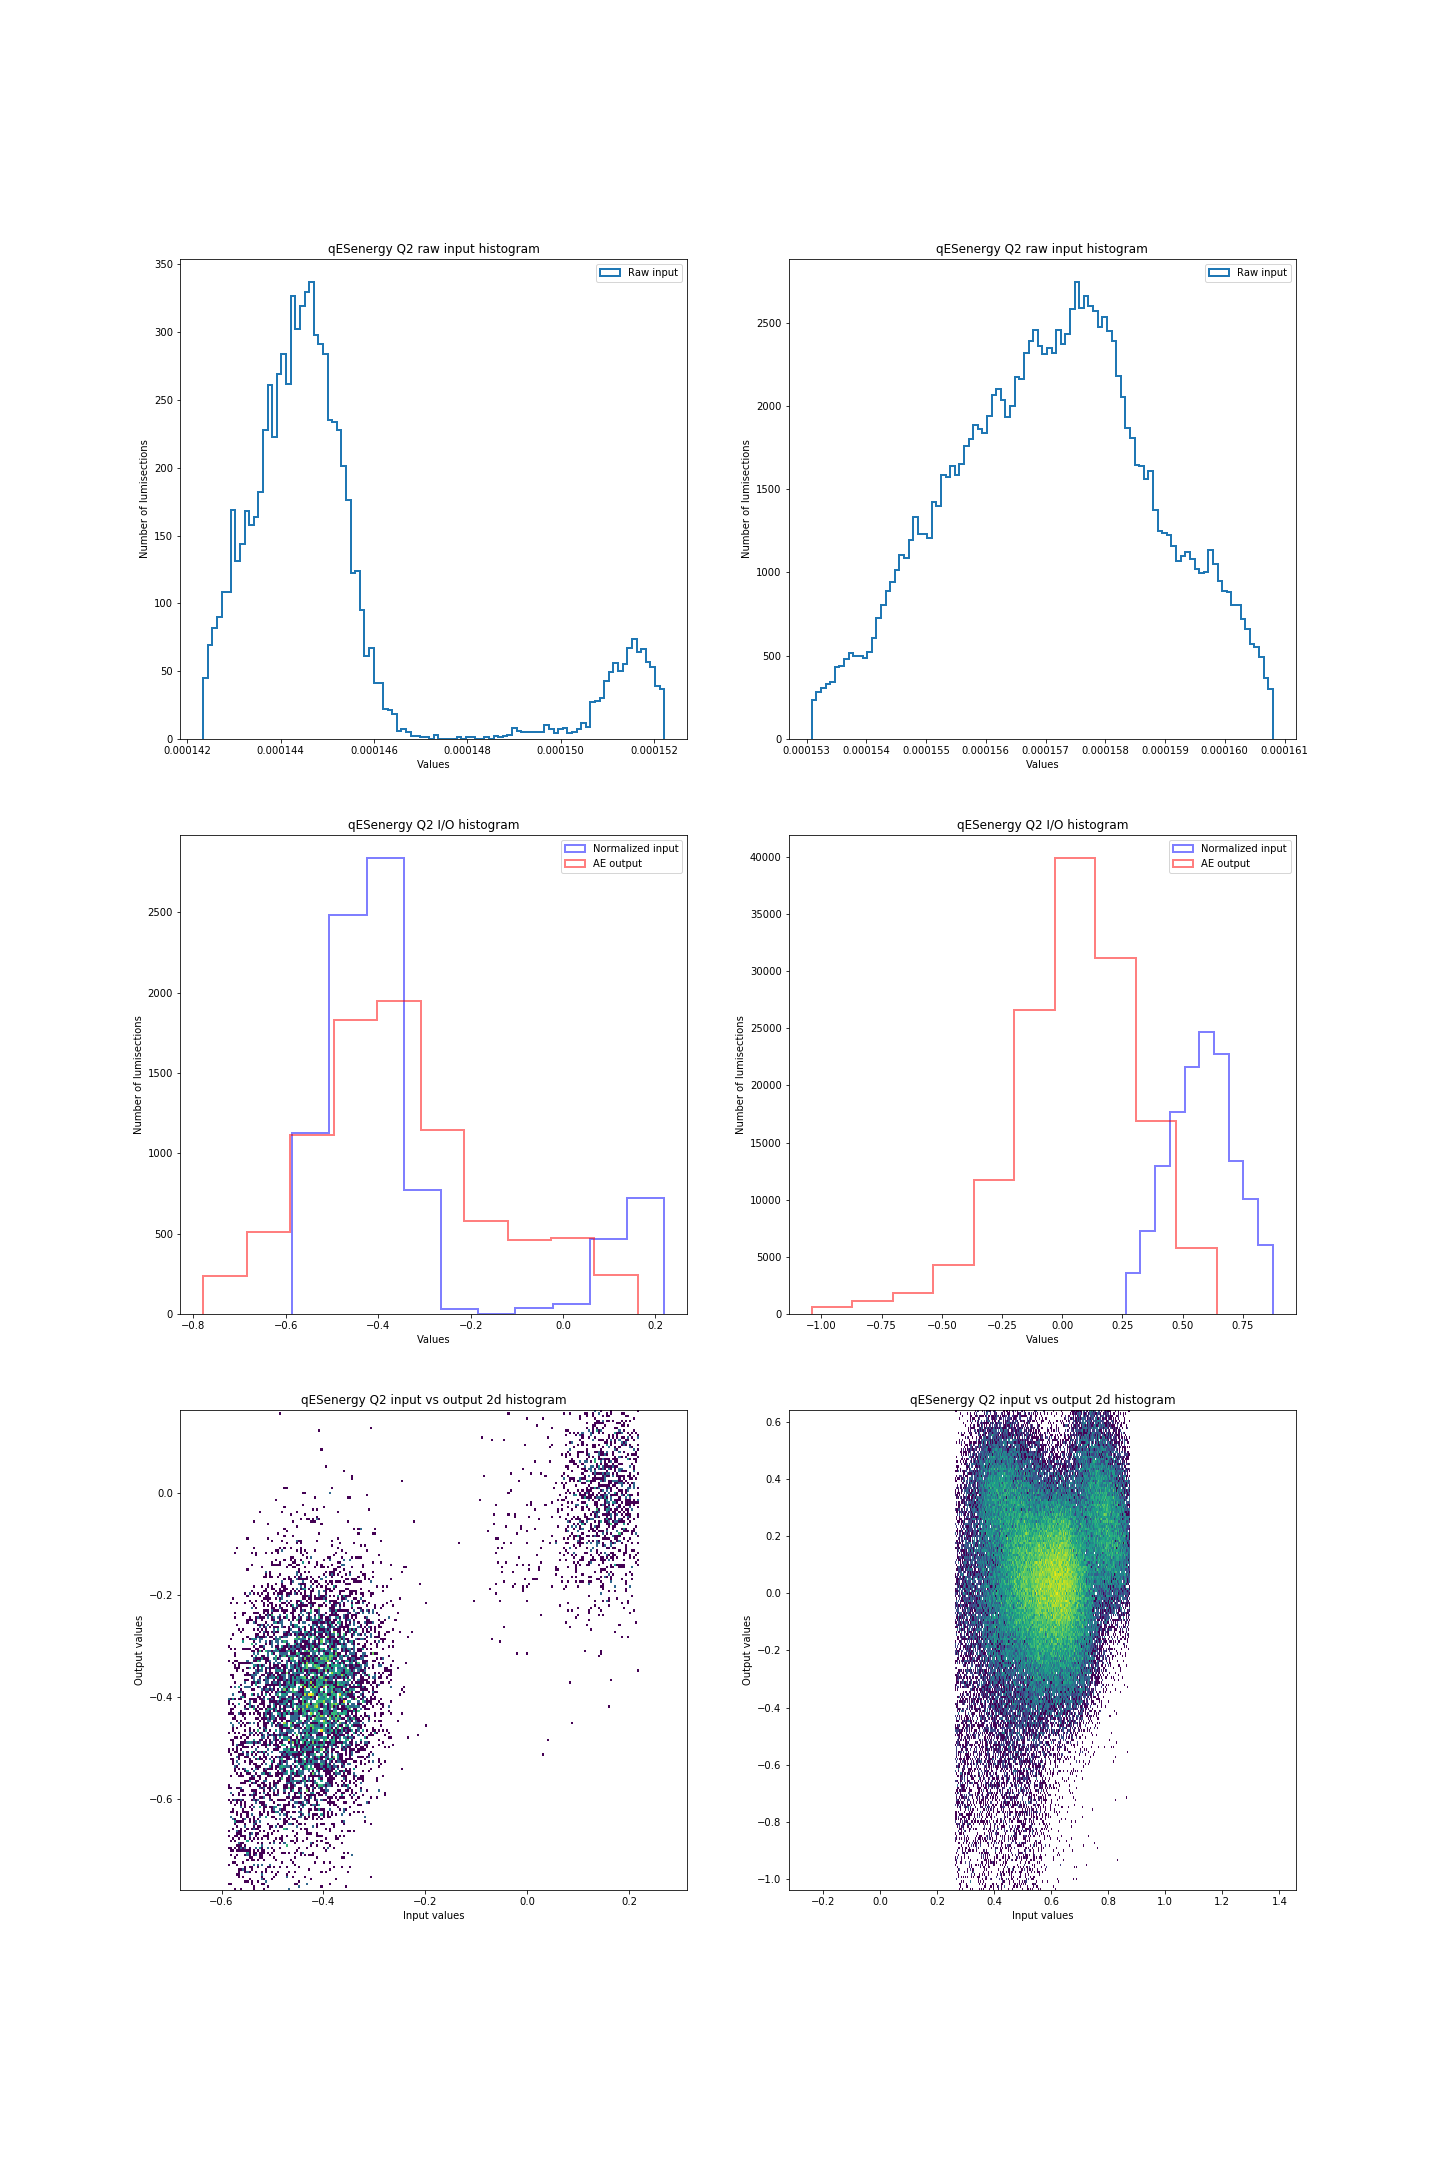 qESenergy Q2 raw input histogram
Raw input
350
300
250
200
150
100
50
0
0.000142 0.000144 0.000146 0.000148 0.000150 0.000152
Number of lumisections
Values
qESenergy Q2 raw input histogram
Raw input
2500
2000
1500
1000
500
0
0.000153 0.000154 0.000155 0.000156 0.000157 0.000158 0.000159 0.000160 0.000161
Number of lumisections
Values
qESenergy Q2 I/O histogram
Normalized input
AE output
2500
2000
1500
1000
500
0
−0.8 −0.6 −0.4 −0.2 0.0 0.2
Number of lumisections
Values
qESenergy Q2 I/O histogram
Normalized input
AE output
40000
35000
30000
25000
20000
15000
10000
5000
0
−1.00 −0.75 −0.50 −0.25 0.00 0.25 0.50 0.75
Number of lumisections
Values
qESenergy Q2 input vs output 2d histogram
0.0
−0.2
−0.4
−0.6
−0.6 −0.4 −0.2 0.0 0.2
Output values
Input values
qESenergy Q2 input vs output 2d histogram
0.6
0.4
0.2
0.0
−0.2
−0.4
−0.6
−0.8
−1.0
−0.2 0.0 0.2 0.4 0.6 0.8 1.0 1.2 1.4
Output values
Input values